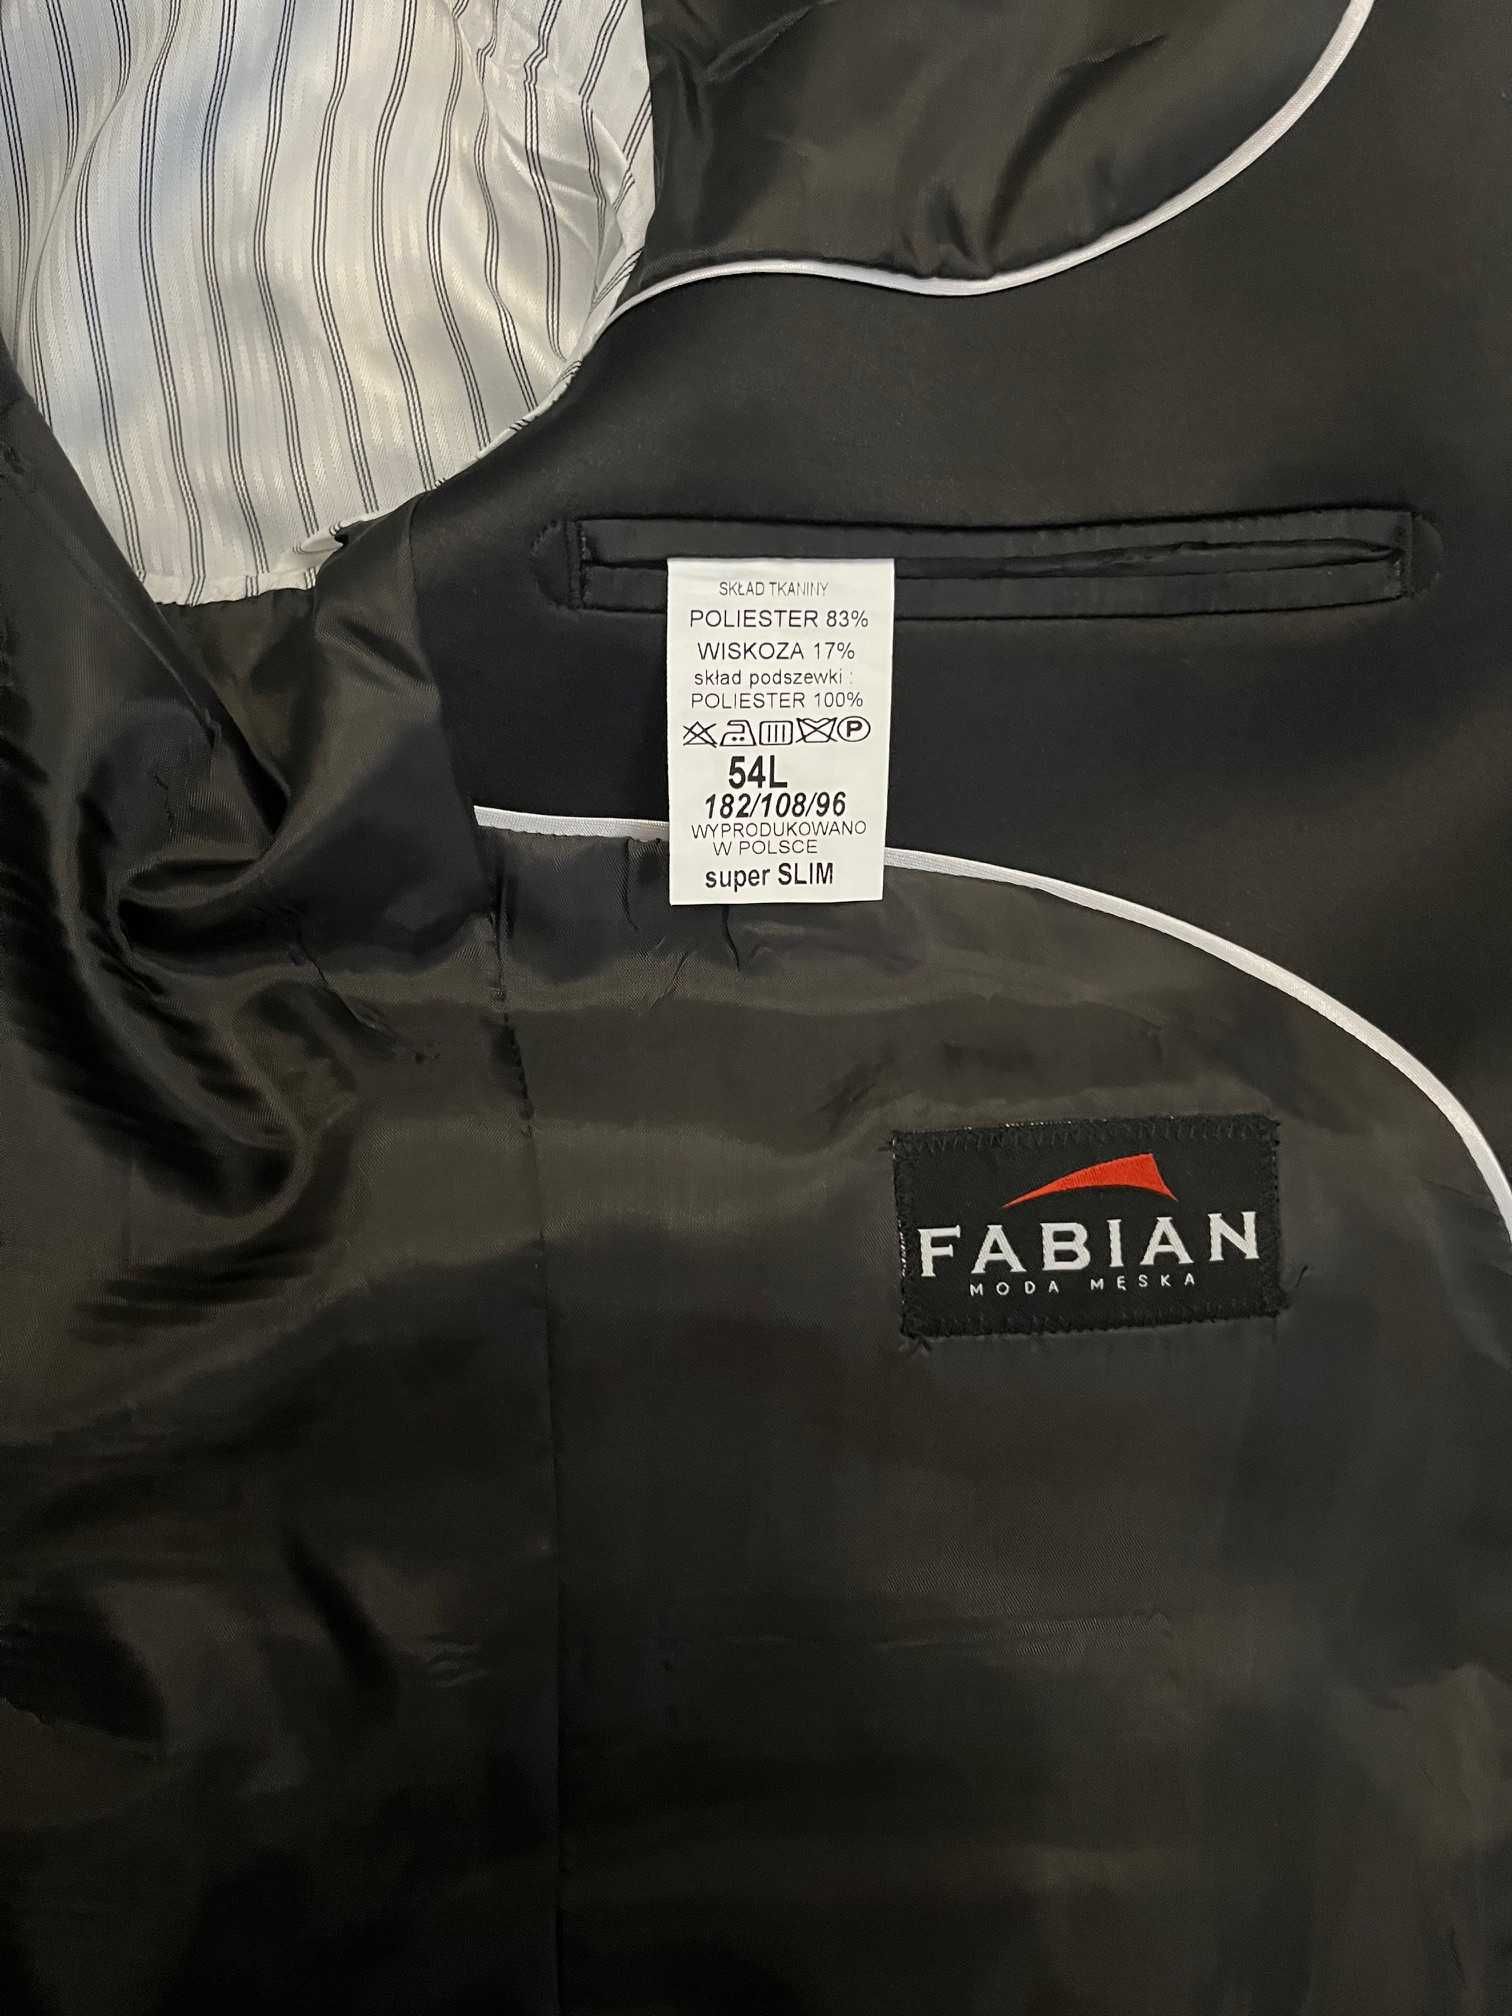 SKŁAD TKANINY
POLIESTER 83%
WISKOZA 17%
skład podszewki :
POLIESTER 100%
P
54L
182/108/96
WYPRODUKOWANO
W POLSCE
super SLIM
FABIAN
MODA MĘSKA